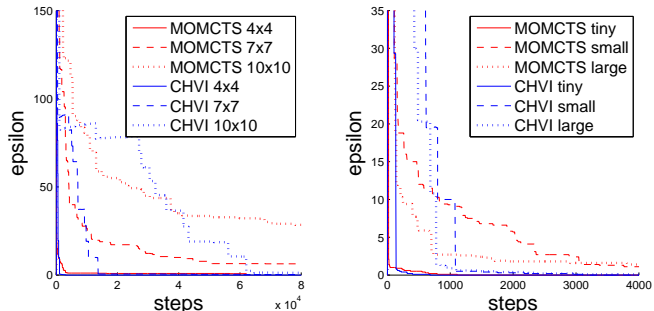 150
100
50
0
0
2
4
6
8
x 10⁴
epsilon
steps
MOMCTS 4x4
MOMCTS 7x7
MOMCTS 10x10
CHVI 4x4
CHVI 7x7
CHVI 10x10
35
30
25
20
15
10
5
0
0
1000
2000
3000
4000
epsilon
steps
MOMCTS tiny
MOMCTS small
MOMCTS large
CHVI tiny
CHVI small
CHVI large